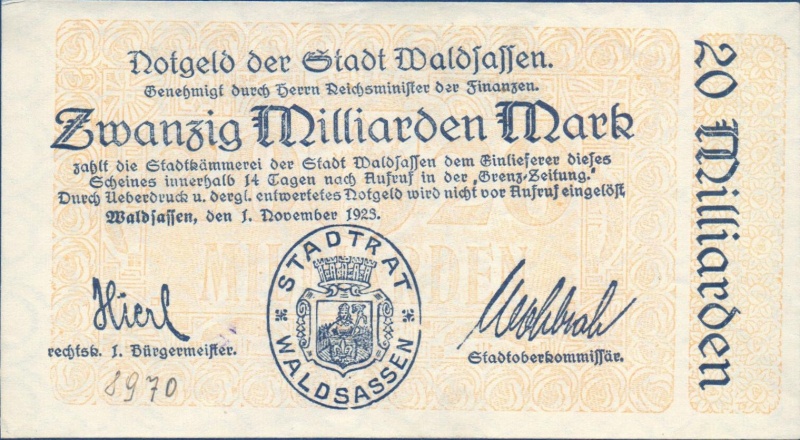 Notgeld der Stadt Waldsassen.
Genehmigt durch Herrn Reichsminister der Finanzen.
Zwanzig Milliarden Mark
zahlt die Stadtkämmerei der Stadt Waldsassen dem Einlieferer dieses
Scheines innerhalb 14 Tagen nach Aufruf in der „Grenz-Zeitung.“
Durch Ueberdruck u. dergl. entwertetes Notgeld wird nicht vor Aufruf eingelöst
Waldsassen, den 1. November 1923.
20 Milliarden
20
MILLIARDEN
STADTRAT
WALDSASSEN
Hierl
rechtsk. 1. Bürgermeister.
Stadtoberkommissär.
8970